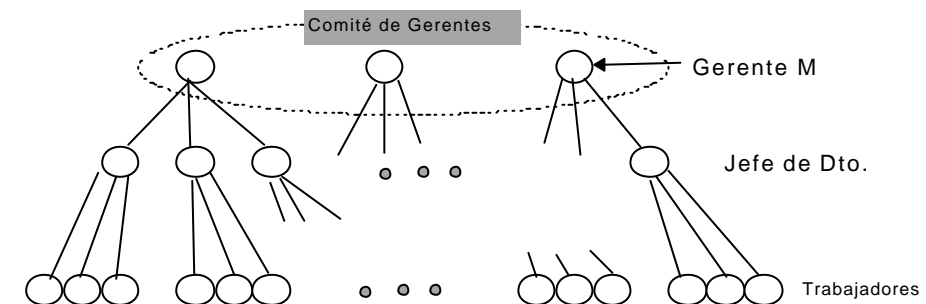 Comité de Gerentes
Gerente M
Jefe de Dto.
Trabajadores